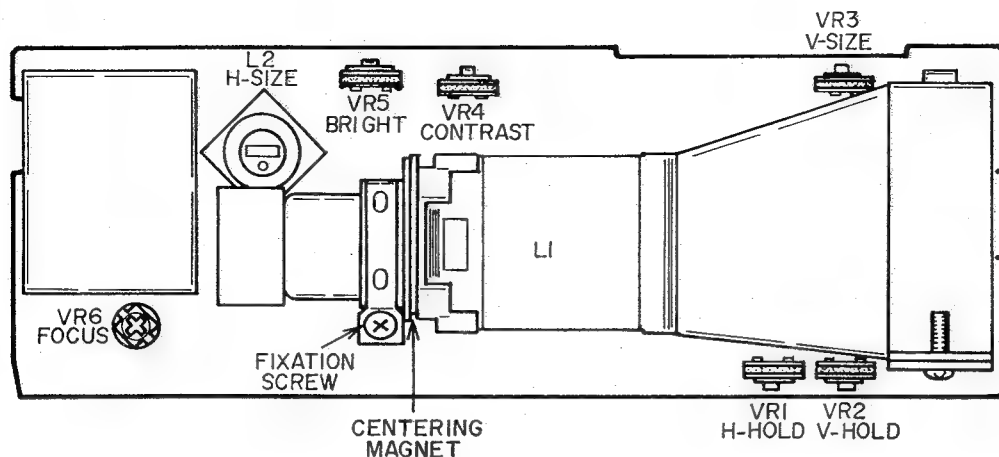 L2
H-SIZE
VR5
BRIGHT
VR4
CONTRAST
VR3
V-SIZE
L1
VR6
FOCUS
FIXATION
SCREW
CENTERING
MAGNET
VR1
H-HOLD
VR2
V-HOLD